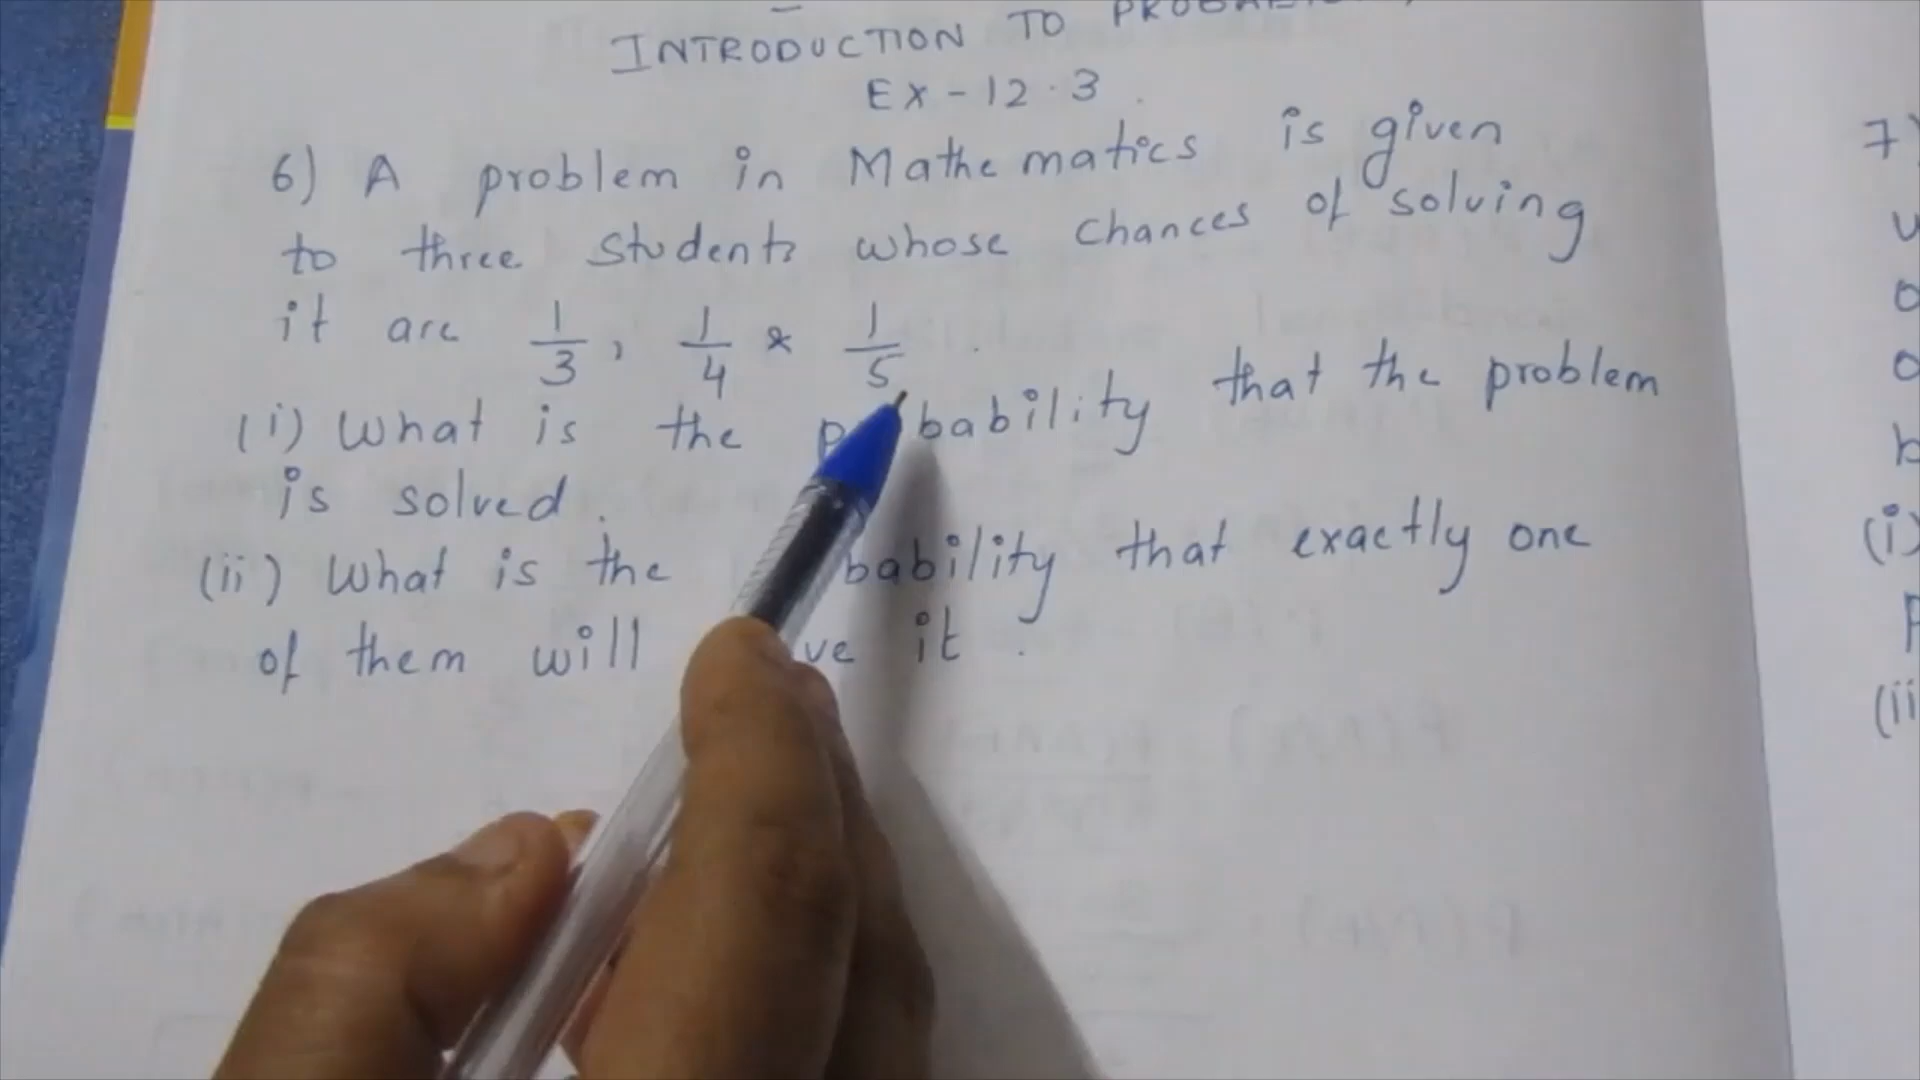 INTRODUCTION TO
EX - 12.3
6) A problem in Mathematics is given
to three students whose chances of solving
it are 1/3, 1/4 & 1/5.
(i) What is the probability that the problem
is solved.
(ii) What is the bability that exactly one
of them will ve it.
7)
(i)
(ii